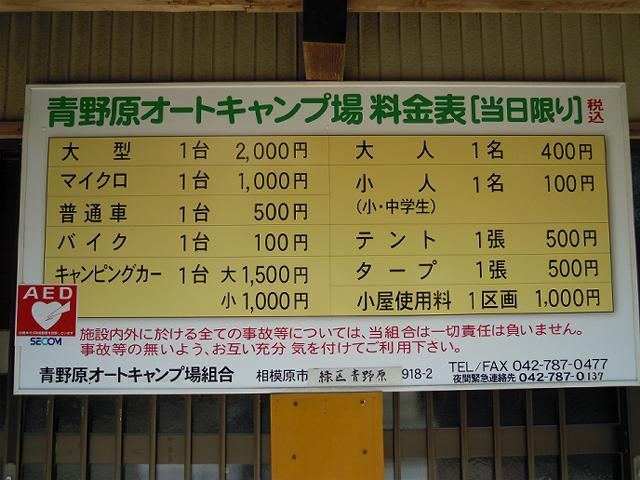 青野原オートキャンプ場 料金表[当日限り]税込
大型 1台 2,000円
マイクロ 1台 1,000円
普通車 1台 500円
バイク 1台 100円
キャンピングカー 1台 大1,500円
小1,000円
大人 1名 400円
小人 1名 100円
(小・中学生)
テント 1張 500円
タープ 1張 500円
小屋使用料 1区画 1,000円
AED
SECOM
施設内外に於ける全ての事故等については、当組合は一切責任は負いません。
事故等の無いよう、お互い充分 気を付けてご利用下さい。
青野原オートキャンプ場組合 相模原市 緑区青野原 918-2
TEL/FAX 042-787-0477
夜間緊急連絡先 042-787-0137